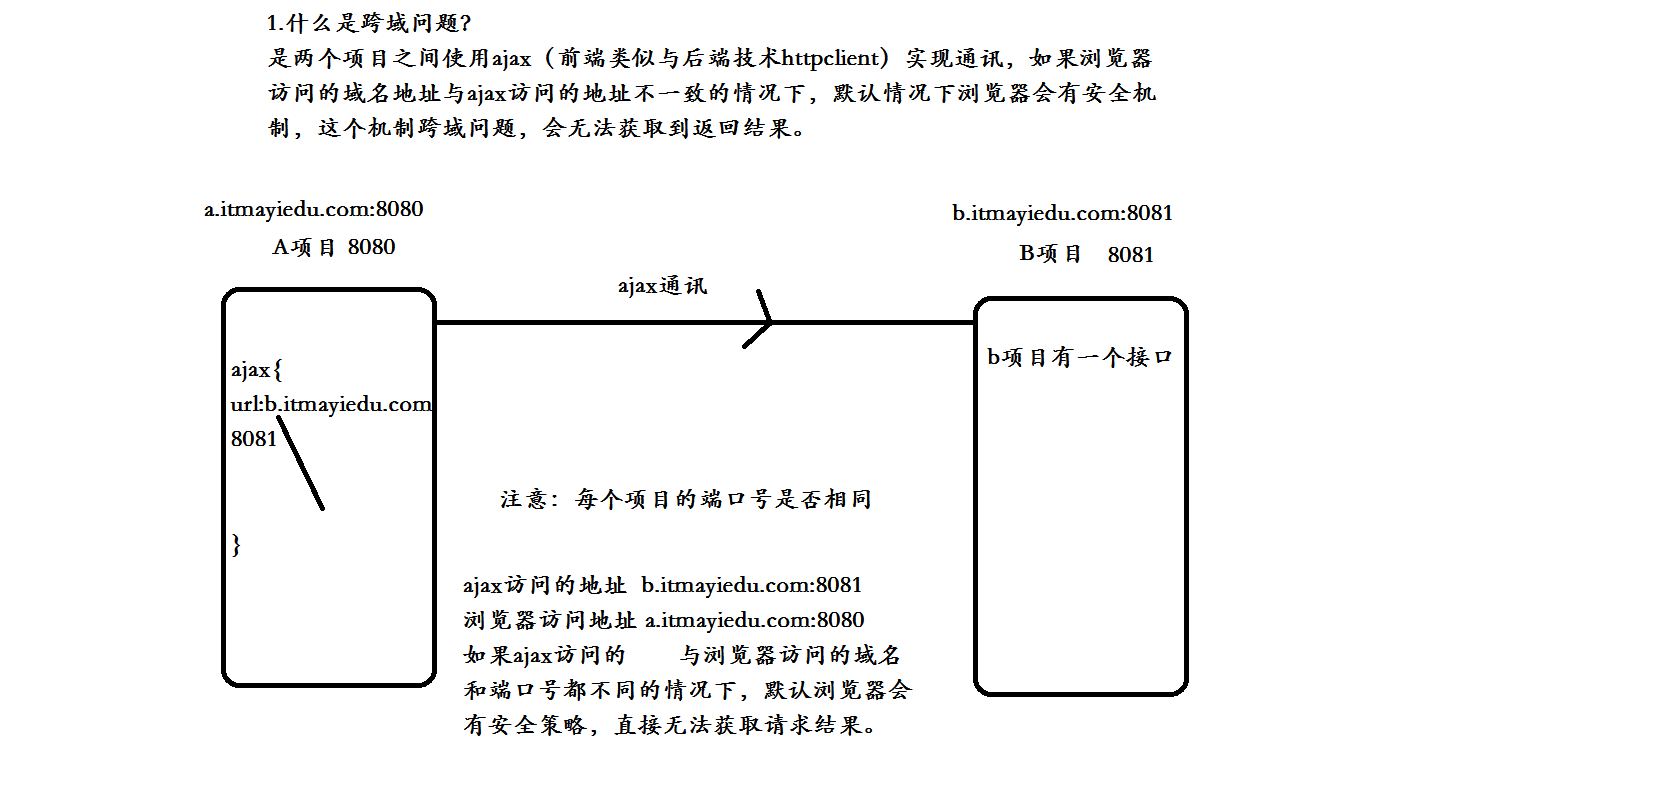 1.什么是跨域问题?
是两个项目之间使用ajax（前端类似与后端技术httpclient）实现通讯，如果浏览器
访问的域名地址与ajax访问的地址不一致的情况下，默认情况下浏览器会有安全机
制，这个机制跨域问题，会无法获取到返回结果。
a.itmayiedu.com:8080
b.itmayiedu.com:8081
A项目 8080
B项目 8081
ajax通讯
b项目有一个接口
ajax{
url:b.itmayiedu.com
8081
}
注意：每个项目的端口号是否相同
ajax访问的地址 b.itmayiedu.com:8081
浏览器访问地址 a.itmayiedu.com:8080
如果ajax访问的 与浏览器访问的域名
和端口号都不同的情况下，默认浏览器会
有安全策略，直接无法获取请求结果。